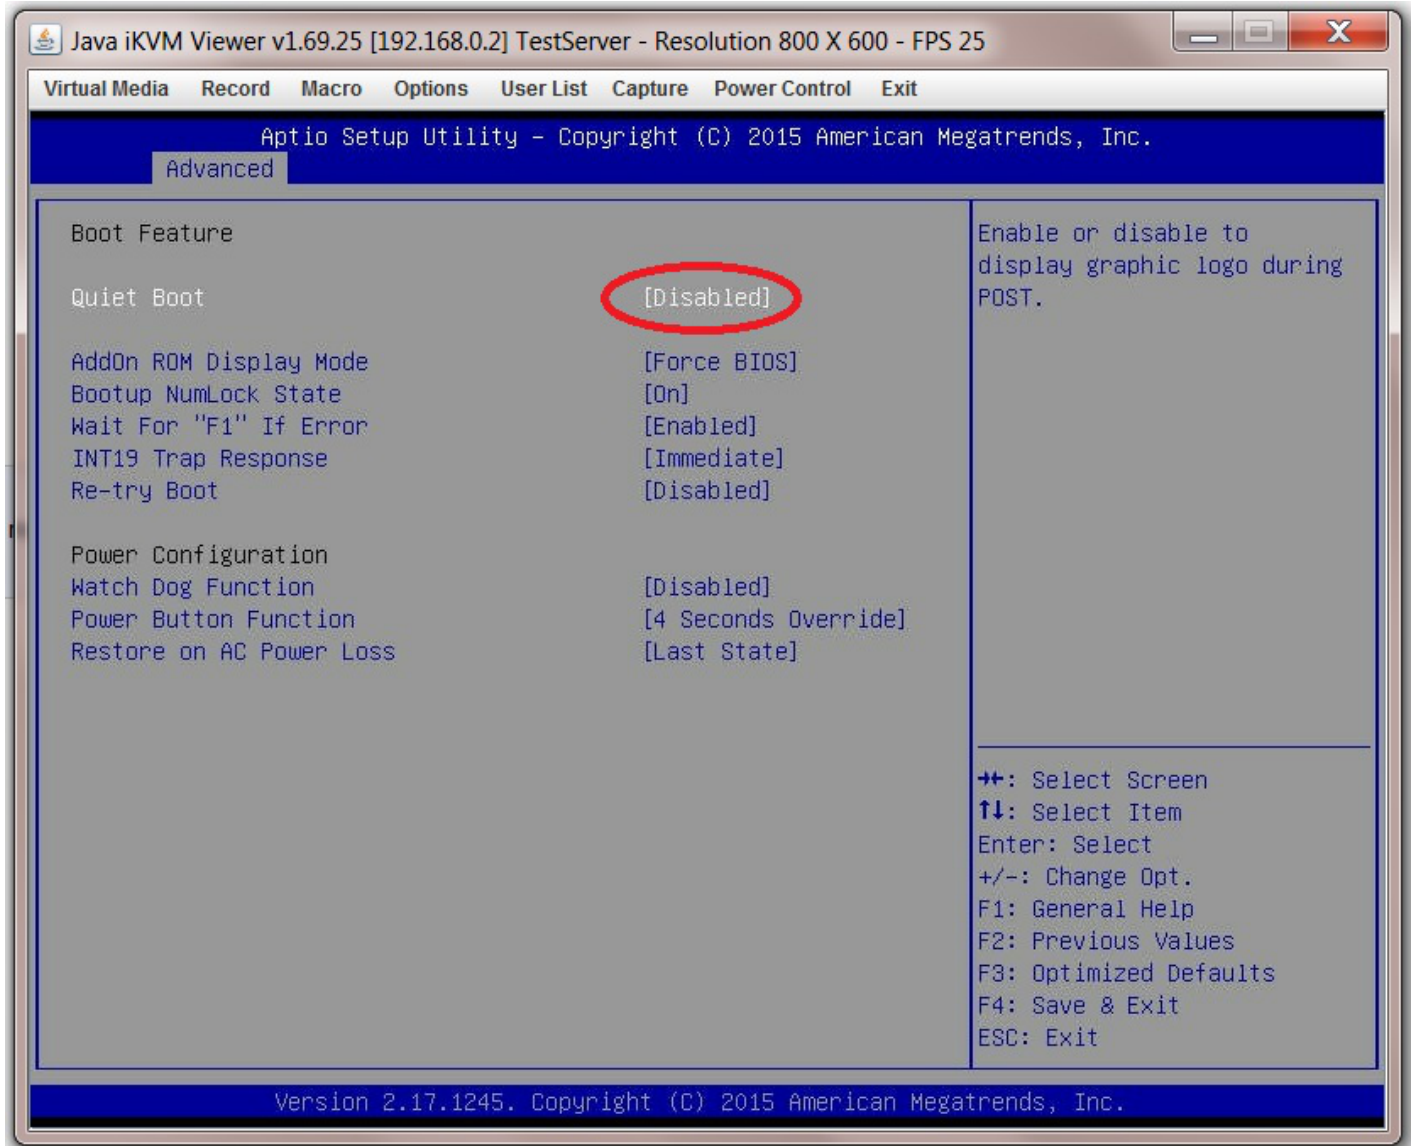 Java iKVM Viewer v1.69.25 [192.168.0.2] TestServer - Resolution 800 X 600 - FPS 25
Virtual Media Record Macro Options User List Capture Power Control Exit
Aptio Setup Utility – Copyright (C) 2015 American Megatrends, Inc.
Advanced
Boot Feature
Quiet Boot [Disabled]
AddOn ROM Display Mode [Force BIOS]
Bootup NumLock State [On]
Wait For "F1" If Error [Enabled]
INT19 Trap Response [Immediate]
Re-try Boot [Disabled]
Power Configuration
Watch Dog Function [Disabled]
Power Button Function [4 Seconds Override]
Restore on AC Power Loss [Last State]
Enable or disable to
display graphic logo during
POST.
→←: Select Screen
↑↓: Select Item
Enter: Select
+/-: Change Opt.
F1: General Help
F2: Previous Values
F3: Optimized Defaults
F4: Save & Exit
ESC: Exit
Version 2.17.1245. Copyright (C) 2015 American Megatrends, Inc.